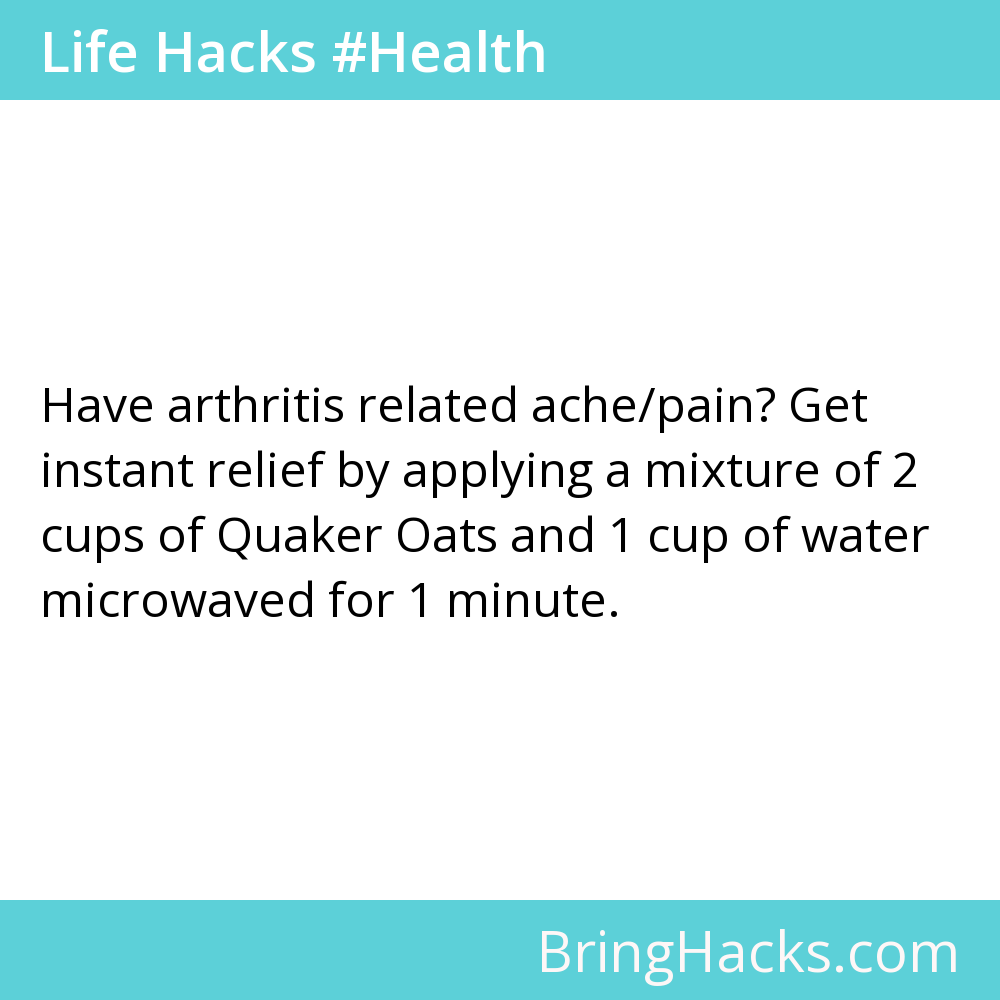 Life Hacks #Health
Have arthritis related ache/pain? Get
instant relief by applying a mixture of 2
cups of Quaker Oats and 1 cup of water
microwaved for 1 minute.
BringHacks.com